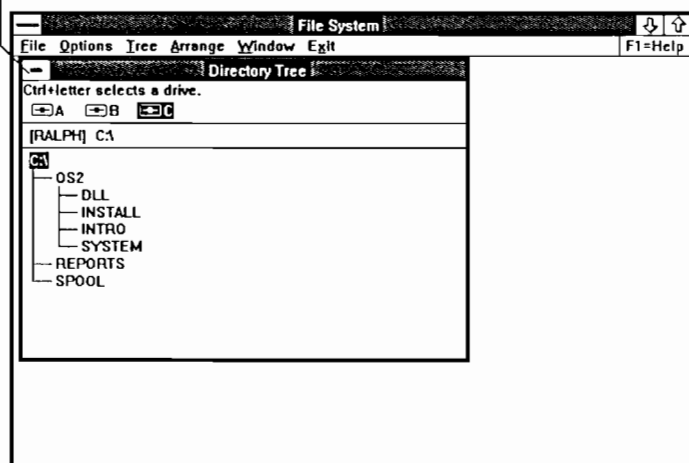 File System
File Options Tree Arrange Window Exit F1=Help
Directory Tree
Ctrl+letter selects a drive.
A B C
[RALPH] C:\
C:\
OS2
DLL
INSTALL
INTRO
SYSTEM
REPORTS
SPOOL